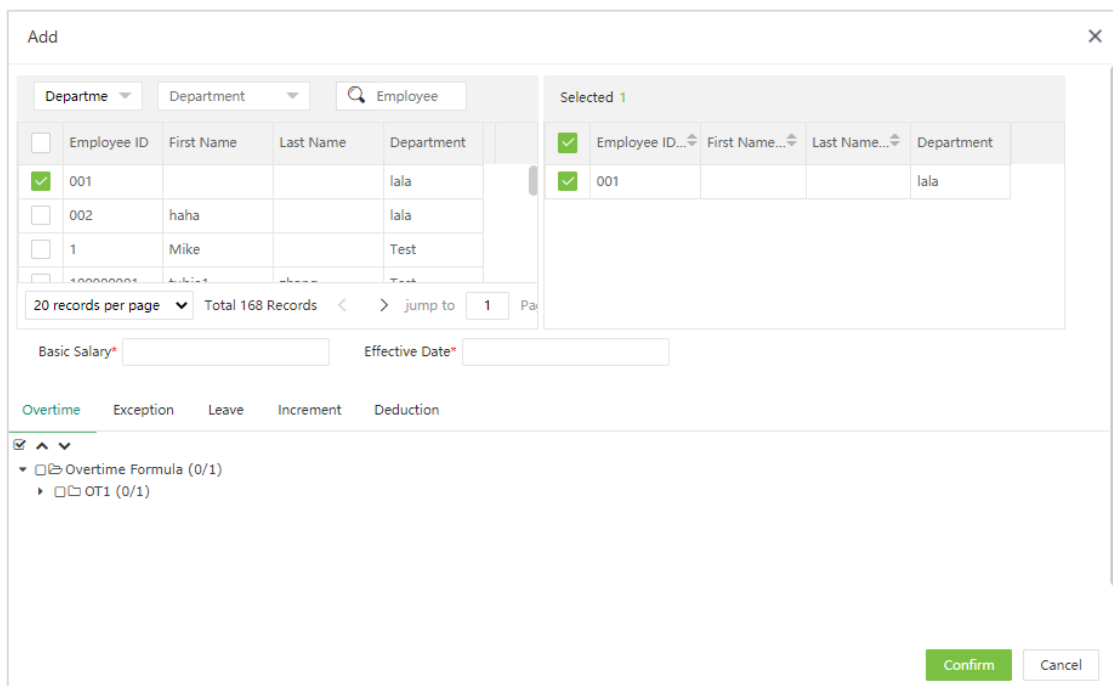 Add
Departme Department Employee
Selected 1
Employee ID First Name Last Name Department
Employee ID... First Name... Last Name... Department
001 lala
001 lala
002 haha lala
1 Mike Test
20 records per page Total 168 Records < > jump to 1
Basic Salary* Effective Date*
Overtime Exception Leave Increment Deduction
Overtime Formula (0/1)
OT1 (0/1)
Confirm Cancel